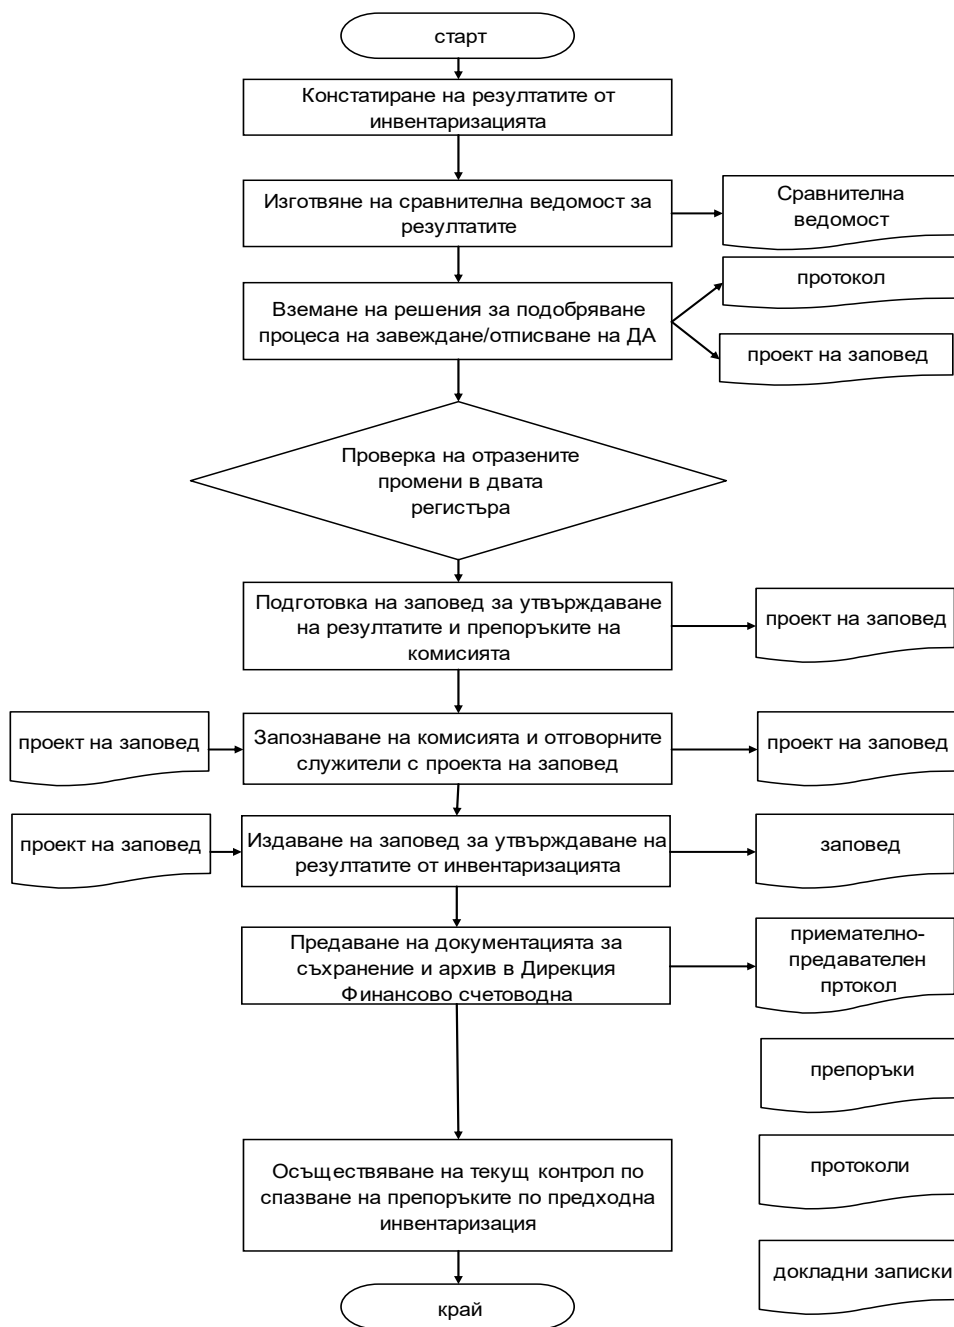 старт
Констатиране на резултатите от
инвентаризацията
Изготвяне на сравнителна ведомост за
резултатите
Сравнителна
ведомост
Вземане на решения за подобряване
процеса на завеждане/отписване на ДА
протокол
проект на заповед
Проверка на отразените
промени в двата
регистъра
Подготовка на заповед за утвърждаване
на резултатите и препоръките на
комисията
проект на заповед
проект на заповед
Запознаване на комисията и отговорните
служители с проекта на заповед
проект на заповед
проект на заповед
Издаване на заповед за утвърждаване на
резултатите от инвентаризацията
заповед
Предаване на документацията за
съхранение и архив в Дирекция
Финансово счетоводна
приемателно-
предавателен
пртокол
препоръки
протоколи
Осъществяване на текущ контрол по
спазване на препоръките по предходна
инвентаризация
докладни записки
край